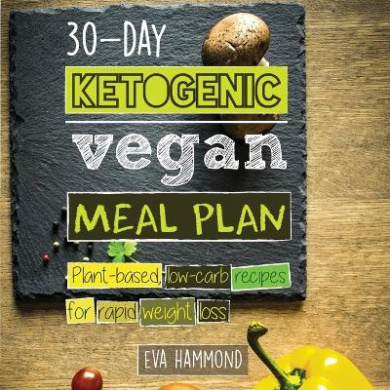 30-DAY
KETOGENIC
vegan
MEAL PLAN
Plant-based, low-carb recipes
for rapid weight loss
EVA HAMMOND